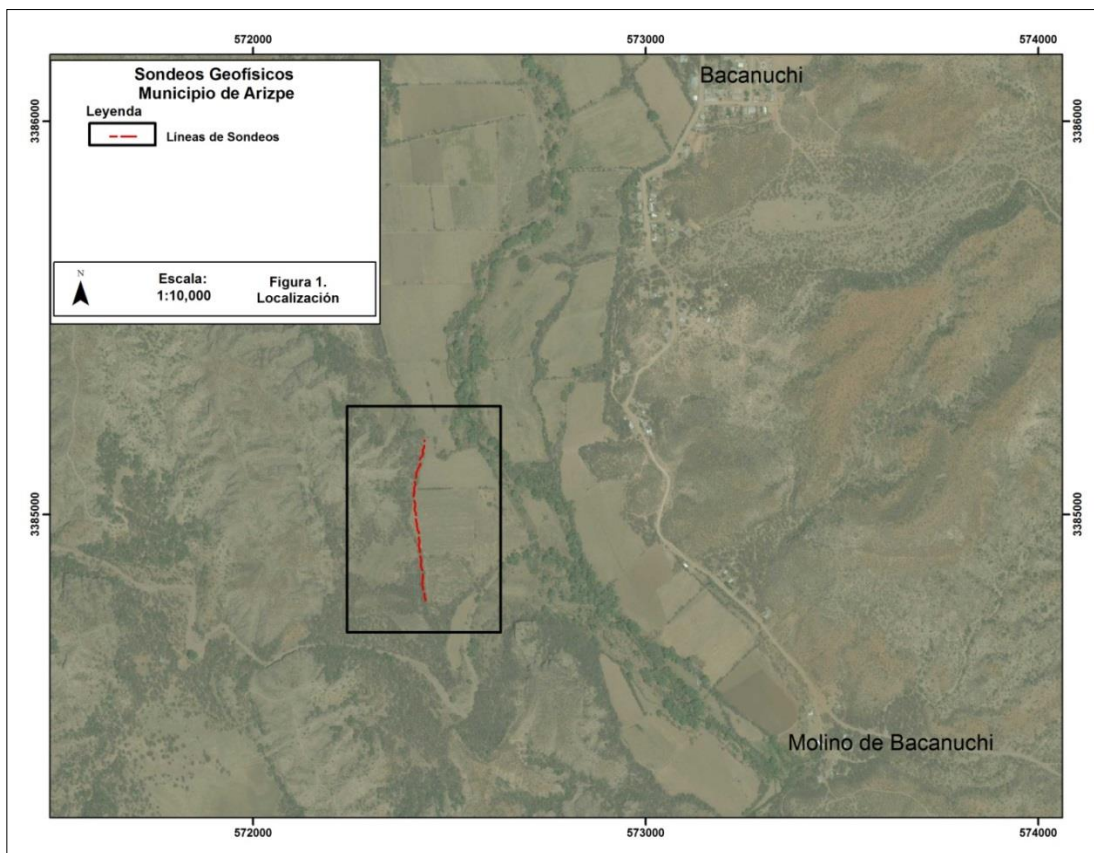 572000
573000
574000
Sondeos Geofísicos
Municipio de Arizpe
Leyenda
Lineas de Sondeos
N
Escala:
1:10,000
Figura 1.
Localización
Bacanuchi
3386000
3386000
3385000
3385000
Molino de Bacanuchi
572000
573000
574000